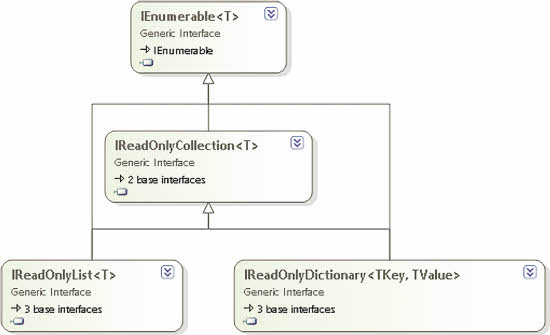 IEnumerable<T>
Generic Interface
IEnumerable
IReadOnlyCollection<T>
Generic Interface
2 base interfaces
IReadOnlyList<T>
Generic Interface
3 base interfaces
IReadOnlyDictionary<TKey, TValue>
Generic Interface
3 base interfaces